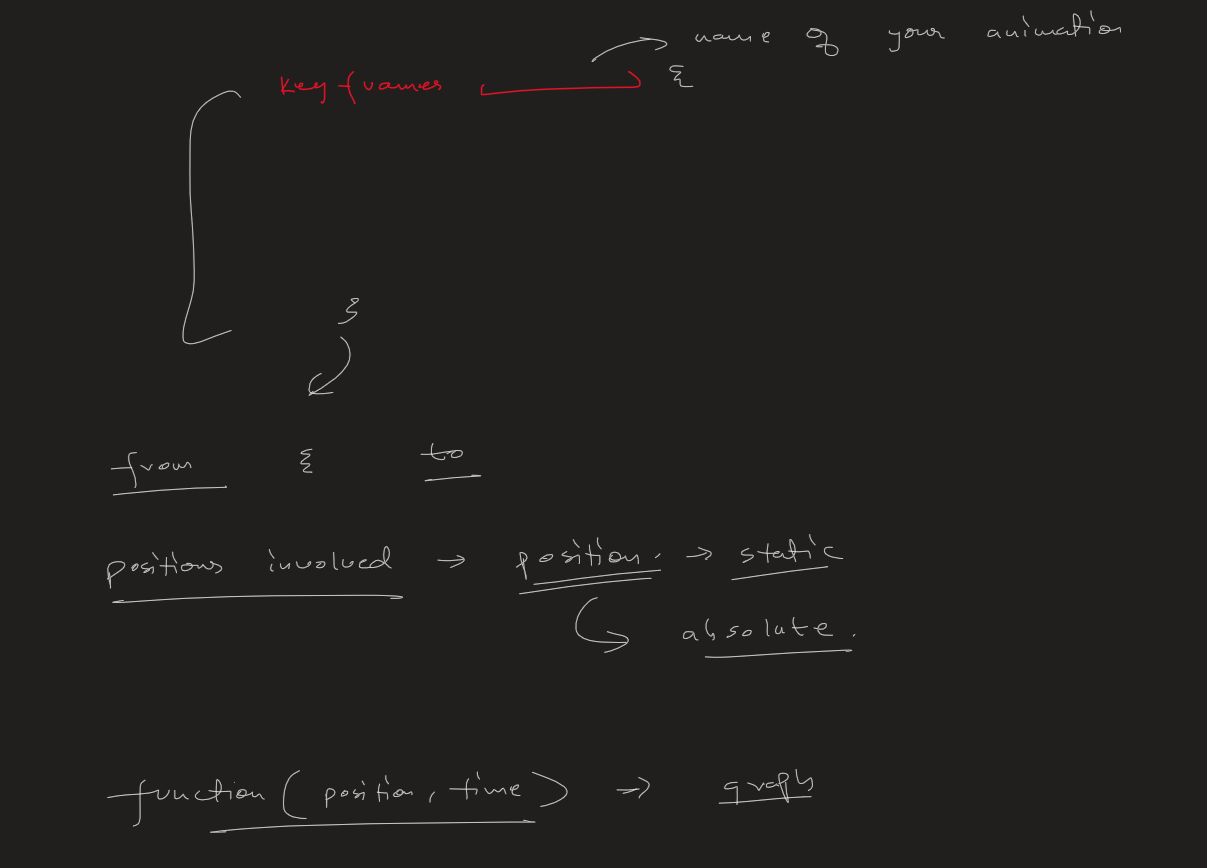 name of your animation
keyframes {
}
from { to
positions involved → position. → static
absolute.
function (position, time) → graph